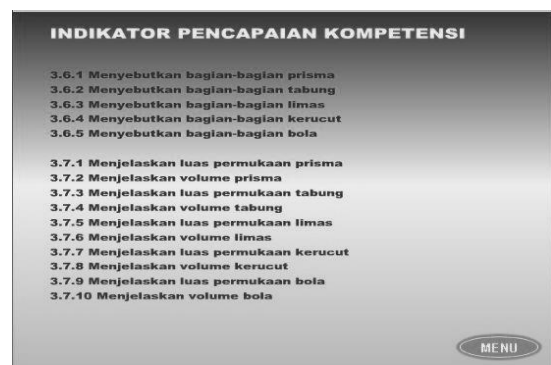 INDIKATOR PENCAPAIAN KOMPETENSI
3.6.1 Menyebutkan bagian-bagian prisma
3.6.2 Menyebutkan bagian-bagian tabung
3.6.3 Menyebutkan bagian-bagian limas
3.6.4 Menyebutkan bagian-bagian kerucut
3.6.5 Menyebutkan bagian-bagian bola
3.7.1 Menjelaskan luas permukaan prisma
3.7.2 Menjelaskan volume prisma
3.7.3 Menjelaskan luas permukaan tabung
3.7.4 Menjelaskan volume tabung
3.7.5 Menjelaskan luas permukaan limas
3.7.6 Menjelaskan volume limas
3.7.7 Menjelaskan luas permukaan kerucut
3.7.8 Menjelaskan volume kerucut
3.7.9 Menjelaskan luas permukaan bola
3.7.10 Menjelaskan volume bola
MENU